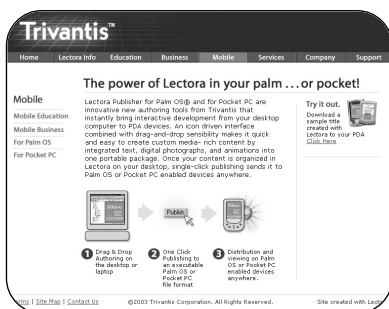 Trivantis™
Home Lectora Info Education Business Mobile Services Company Support
The power of Lectora in your palm ... or pocket!
Mobile
Mobile Education
Mobile Business
For Palm OS
For Pocket PC
Lectora Publisher for Palm OS® and for Pocket PC are
innovative new authoring tools from Trivantis that
instantly bring interactive development from your desktop
computer to PDA devices. An icon driven interface
combined with drag-and-drop sensibility makes it quick
and easy to create custom media- rich content by
integrated text, digital photographs, and animations into
one portable package. Once your content is organized in
Lectora on your desktop, single-click publishing sends it to
Palm OS or Pocket PC enabled devices anywhere.
Try it out.
Download a
sample title
created with
Lectora to your PDA
Click Here
Publish
1 Drag & Drop
Authoring on
the desktop or
laptop
2 One Click
Publishing to
an executable
Palm OS or
Pocket PC
file format
3 Distribution and
viewing on Palm
OS or Pocket PC
enabled devices
anywhere.
erms | Site Map | Contact Us ©2003 Trivantis Corporation. All Rights Reserved. Site created with Lect